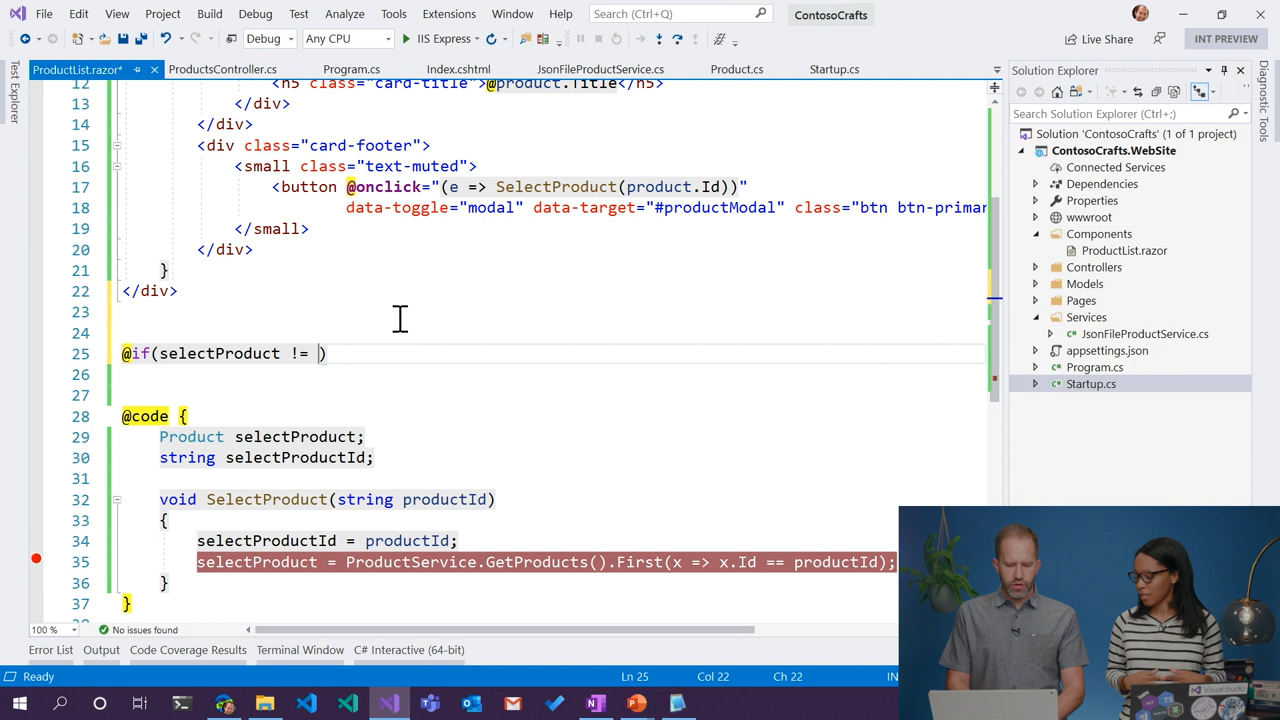 File Edit View Project Build Debug Test Analyze Tools Extensions Window Help Search (Ctrl+Q) ContosoCrafts
Debug Any CPU IIS Express Live Share INT PREVIEW
ProductList.razor* ProductsController.cs Program.cs Index.cshtml JsonFileProductService.cs Product.cs Startup.cs
Test Explorer
12 <h5 class="card-title">@product.Title</h5>
13 </div>
14 </div>
15 <div class="card-footer">
16 <small class="text-muted">
17 <button @onclick="(e => SelectProduct(product.Id))"
18 data-toggle="modal" data-target="#productModal" class="btn btn-primar
19 </small>
20 </div>
21 }
22 </div>
23
24
25 @if(selectProduct != )
26
27
28 @code {
29 Product selectProduct;
30 string selectProductId;
31
32 void SelectProduct(string productId)
33 {
34 selectProductId = productId;
35 selectProduct = ProductService.GetProducts().First(x => x.Id == productId);
36 }
37 }
100 % No issues found
Error List Output Code Coverage Results Terminal Window C# Interactive (64-bit)
Ready Ln 25 Col 22 Ch 22 IN
Solution Explorer
Search Solution Explorer (Ctrl+;)
Solution 'ContosoCrafts' (1 of 1 project)
ContosoCrafts.WebSite
Connected Services
Dependencies
Properties
wwwroot
Components
ProductList.razor
Controllers
Models
Pages
Services
JsonFileProductService.cs
appsettings.json
Program.cs
Startup.cs
Diagnostic Tools
Visual Studio